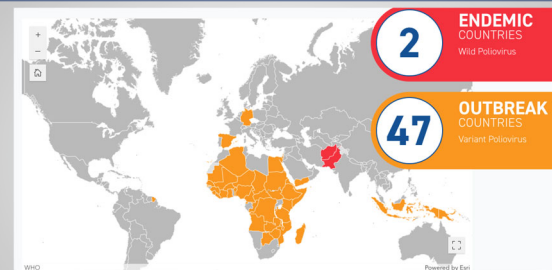 +
−
2
ENDEMIC
COUNTRIES
Wild Poliovirus
47
OUTBREAK
COUNTRIES
Variant Poliovirus
WHO
Powered by Esri